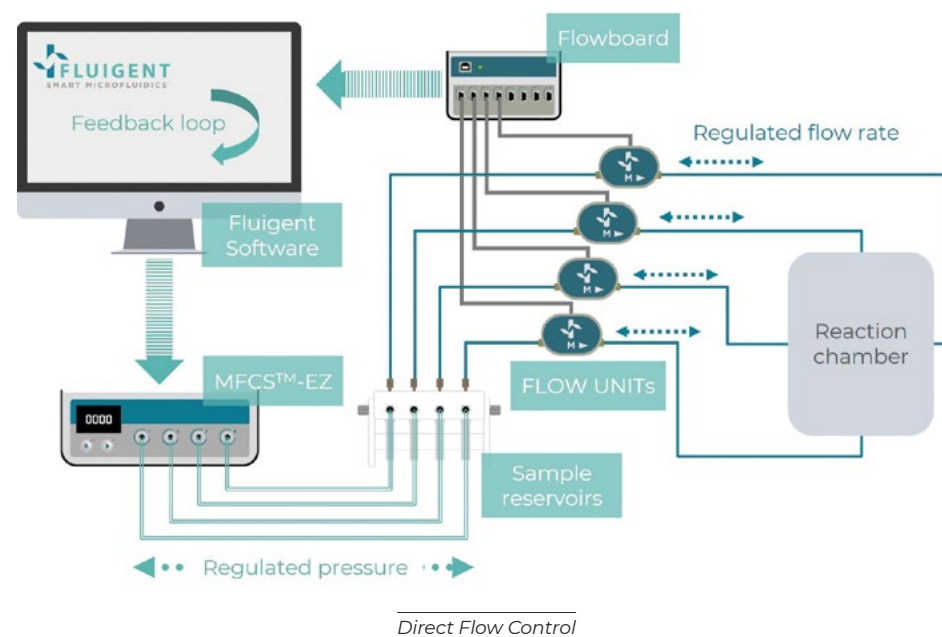 Flowboard
FLUIGENT
SMART MICROFLUIDICS
Feedback loop
Regulated flow rate
Fluigent
Software
M
M
M
M
Reaction
chamber
MFCS™-EZ
FLOW UNITs
0000
Sample
reservoirs
Regulated pressure
Direct Flow Control